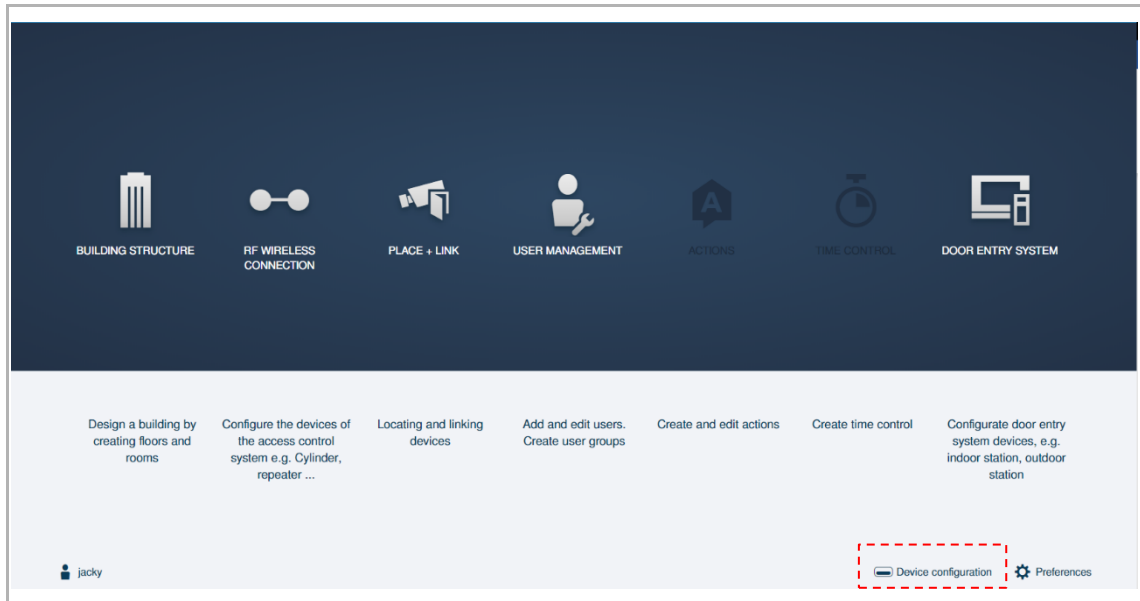 BUILDING STRUCTURE
RF WIRELESS
CONNECTION
PLACE + LINK
USER MANAGEMENT
ACTIONS
TIME CONTROL
DOOR ENTRY SYSTEM
Design a building by
creating floors and
rooms
Configure the devices of
the access control
system e.g. Cylinder,
repeater ...
Locating and linking
devices
Add and edit users.
Create user groups
Create and edit actions
Create time control
Configurate door entry
system devices, e.g.
indoor station, outdoor
station
jacky
Device configuration
Preferences